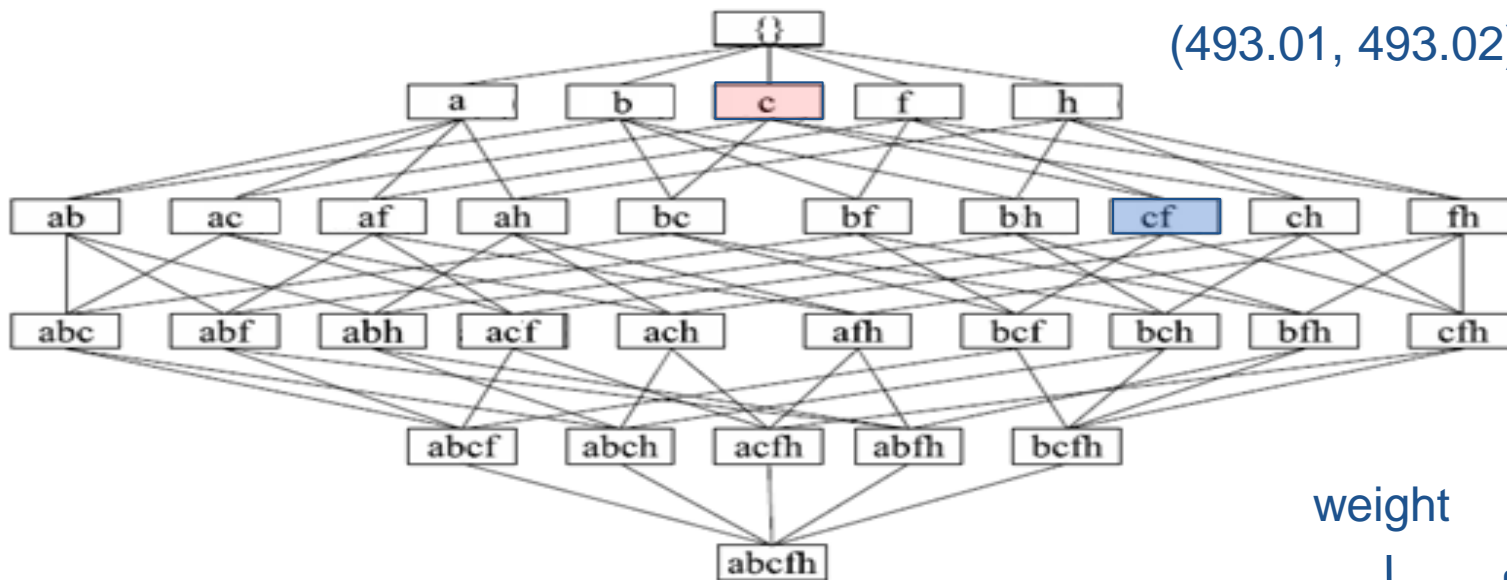 {}
(493.01, 493.02)
a b c f h
ab ac af ah bc bf bh cf ch fh
abc abf abh acf ach afh bcf bch bfh cfh
abcf abch acfh abfh bcfh
weight
abcfh